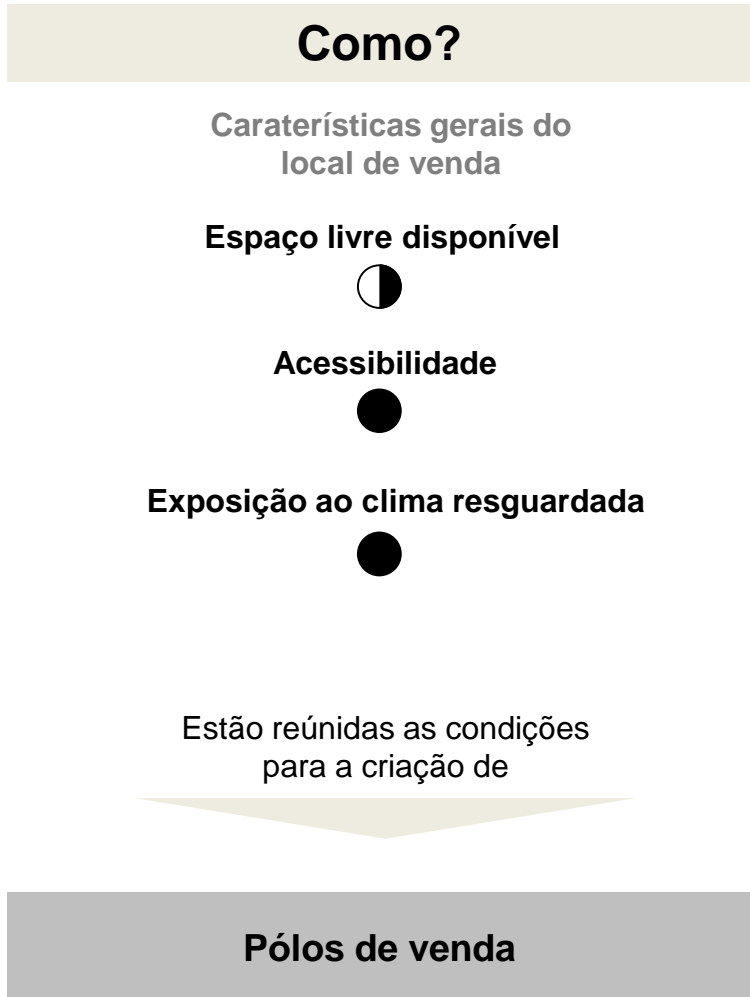 Como?
Caraterísticas gerais do
local de venda
Espaço livre disponível
Acessibilidade
Exposição ao clima resguardada
Estão reúnidas as condições
para a criação de
Pólos de venda